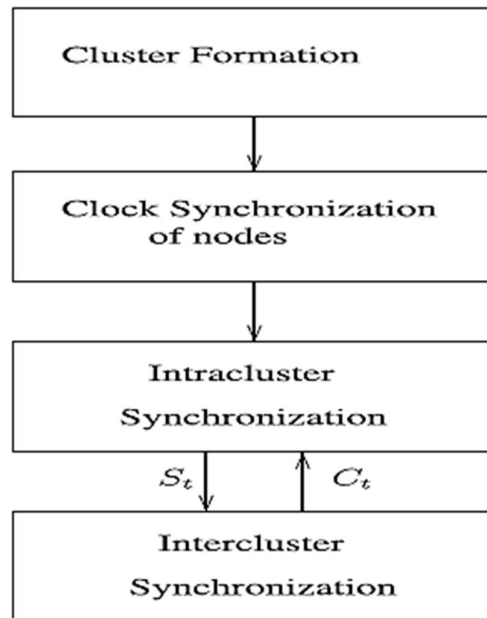 Cluster Formation
Clock Synchronization
of nodes
Intracluster
Synchronization
S_t C_t
Intercluster
Synchronization